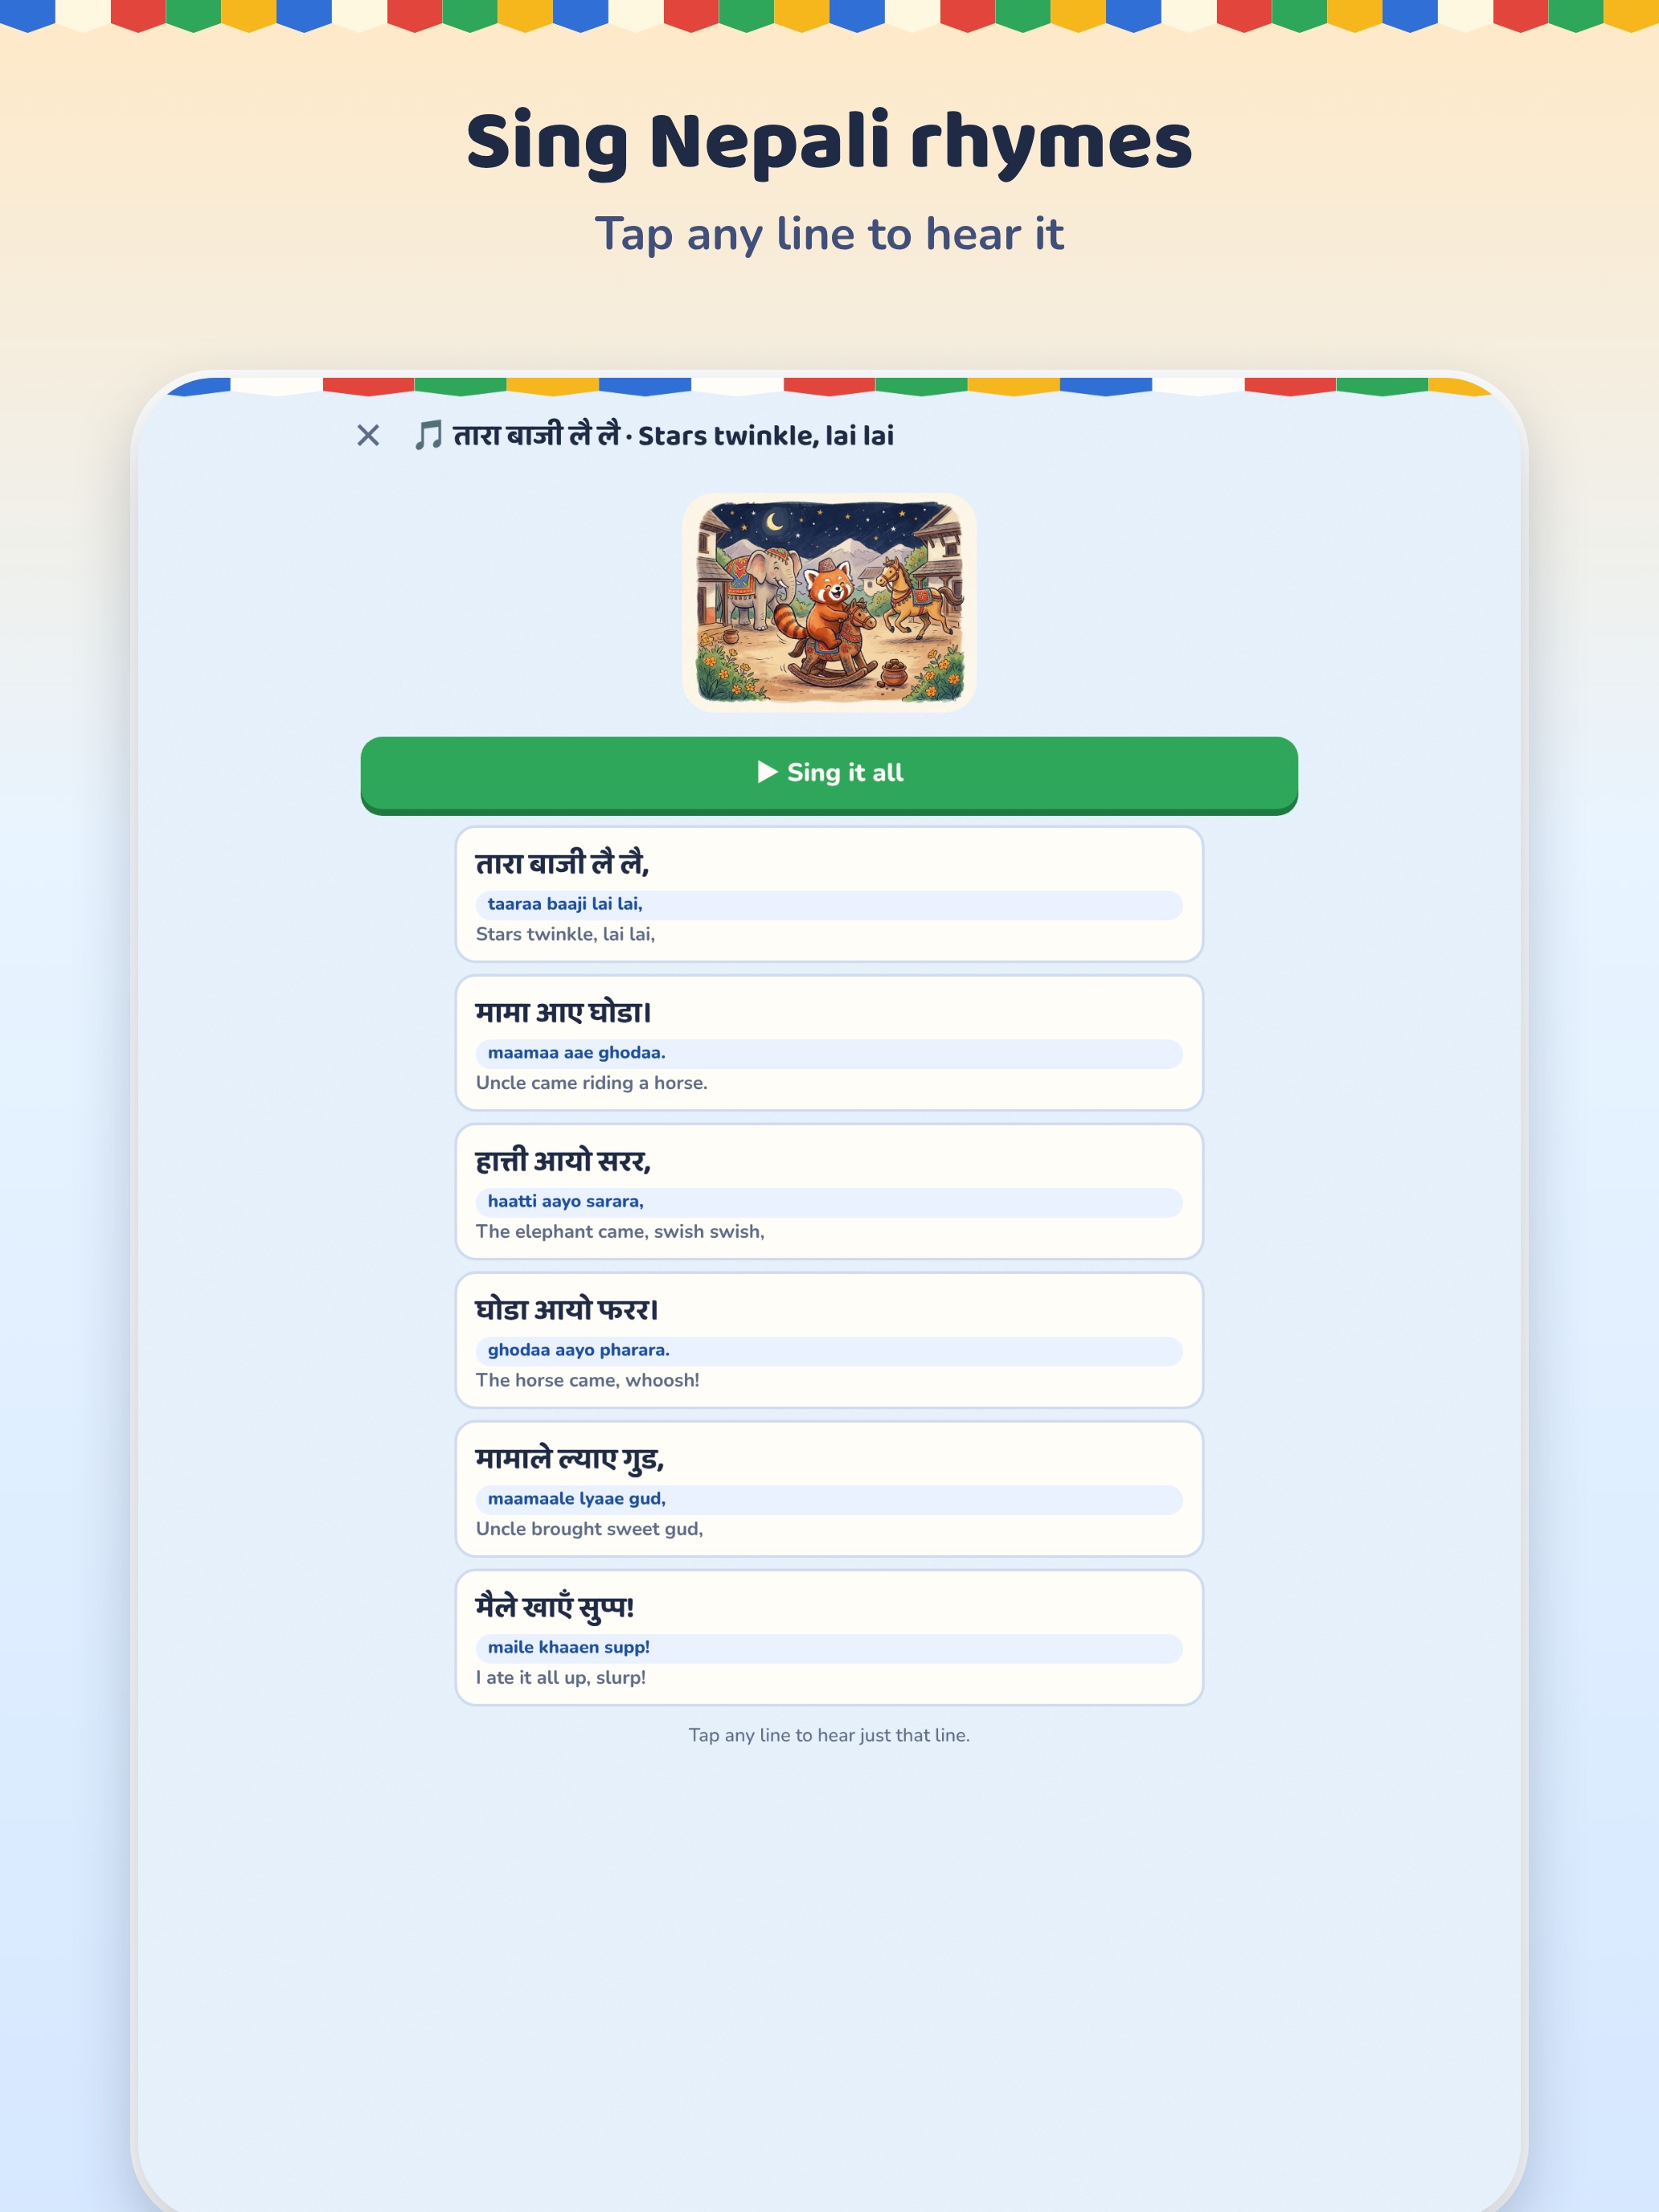 Sing Nepali rhymes
Tap any line to hear it
✕ 🎵 तारा बाजी लै लै · Stars twinkle, lai lai
▶ Sing it all
तारा बाजी लै लै,
taaraa baaji lai lai,
Stars twinkle, lai lai,
मामा आए घोडा।
maamaa aae ghodaa.
Uncle came riding a horse.
हात्ती आयो सरर,
haatti aayo sarara,
The elephant came, swish swish,
घोडा आयो फरर।
ghodaa aayo pharara.
The horse came, whoosh!
मामाले ल्याए गुड,
maamaale lyaae gud,
Uncle brought sweet gud,
मैले खाएँ सुप्प!
maile khaaen supp!
I ate it all up, slurp!
Tap any line to hear just that line.